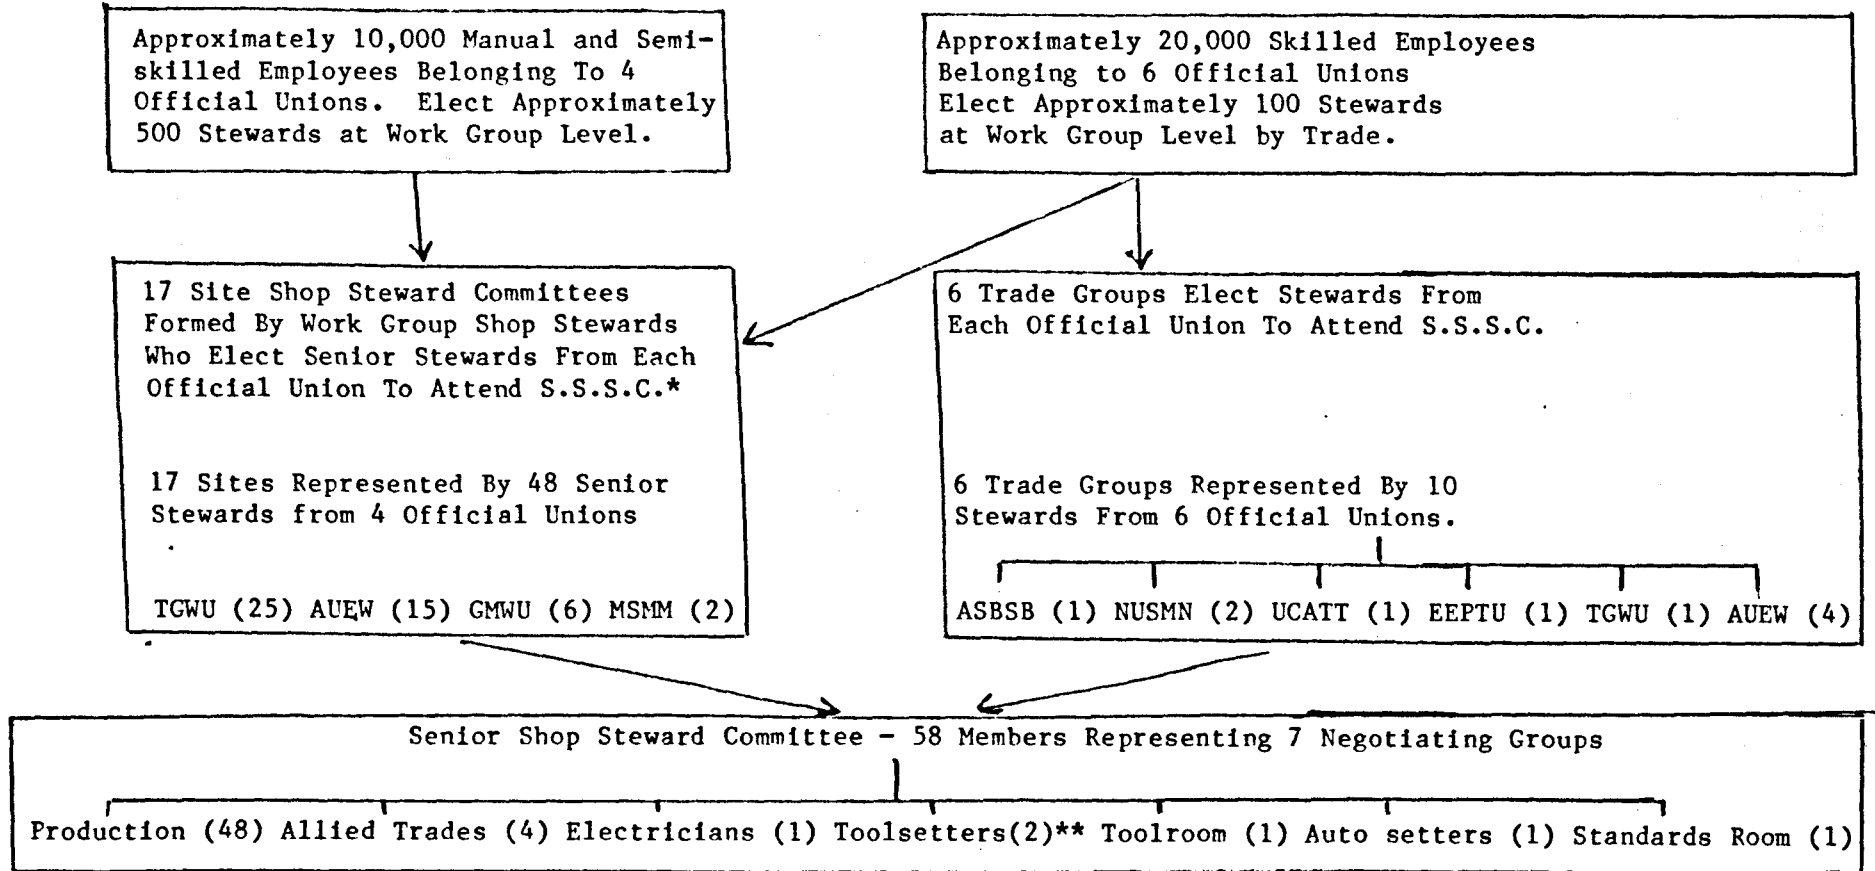 Approximately 10,000 Manual and Semi-
skilled Employees Belonging To 4
Official Unions. Elect Approximately
500 Stewards at Work Group Level.
Approximately 20,000 Skilled Employees
Belonging to 6 Official Unions
Elect Approximately 100 Stewards
at Work Group Level by Trade.
17 Site Shop Steward Committees
Formed By Work Group Shop Stewards
Who Elect Senior Stewards From Each
Official Union To Attend S.S.S.C.*
17 Sites Represented By 48 Senior
Stewards from 4 Official Unions
TGWU (25) AUEW (15) GMWU (6) MSMM (2)
6 Trade Groups Elect Stewards From
Each Official Union To Attend S.S.S.C.
6 Trade Groups Represented By 10
Stewards From 6 Official Unions.
ASBSB (1) NUSMN (2) UCATT (1) EEPTU (1) TGWU (1) AUEW (4)
Senior Shop Steward Committee - 58 Members Representing 7 Negotiating Groups
Production (48) Allied Trades (4) Electricians (1) Toolsetters(2)** Toolroom (1) Auto setters (1) Standards Room (1)